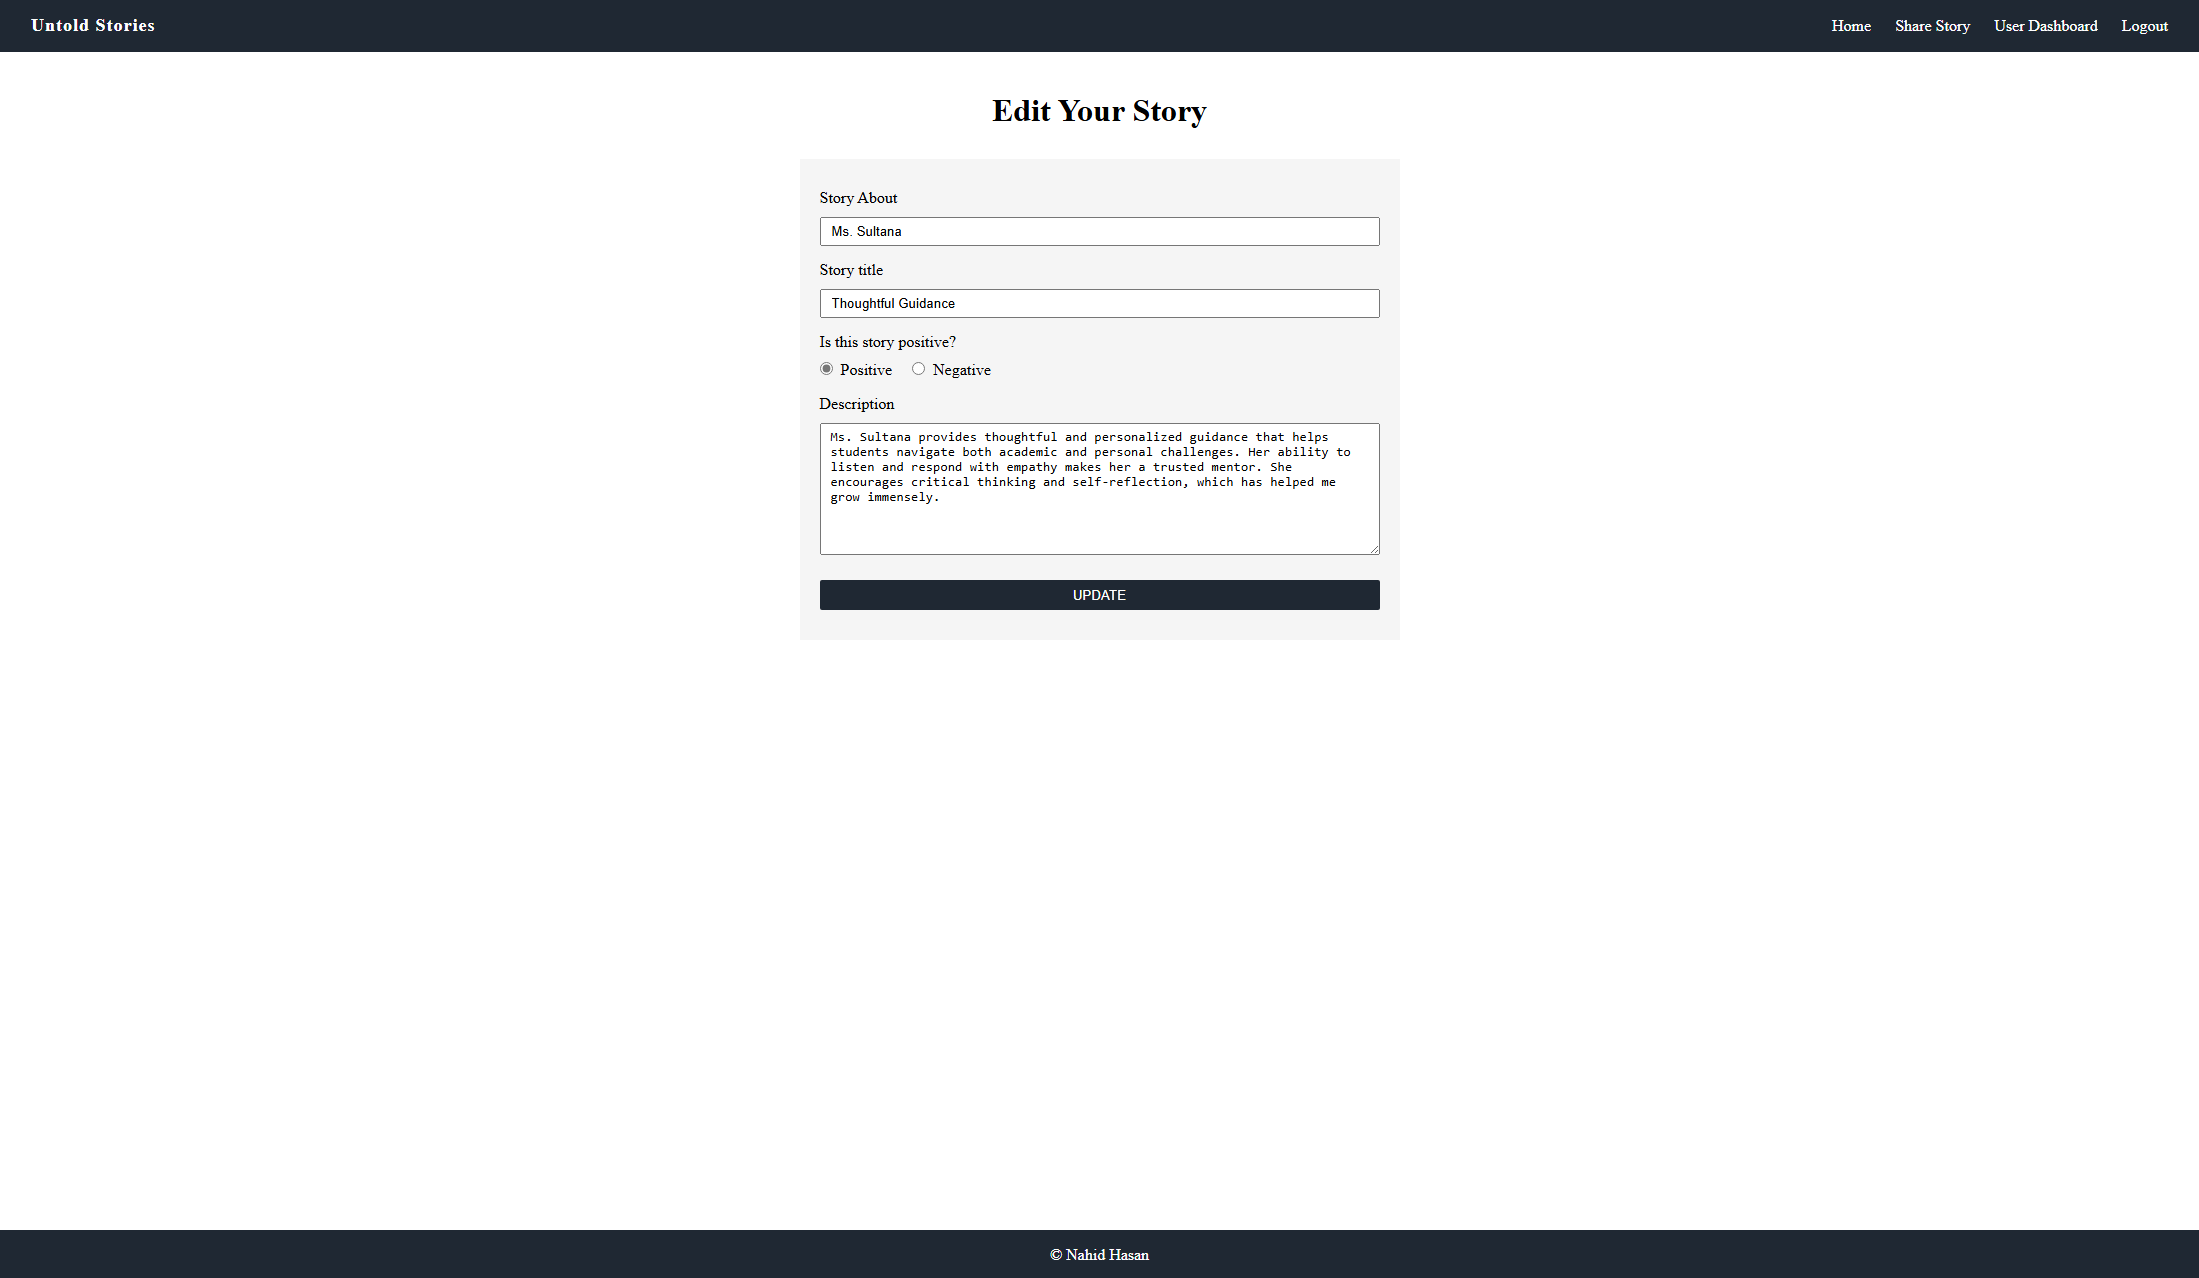 Untold Stories
Home Share Story User Dashboard Logout
Edit Your Story
Story About
Ms. Sultana
Story title
Thoughtful Guidance
Is this story positive?
Positive Negative
Description
Ms. Sultana provides thoughtful and personalized guidance that helps
students navigate both academic and personal challenges. Her ability to
listen and respond with empathy makes her a trusted mentor. She
encourages critical thinking and self-reflection, which has helped me
grow immensely.
UPDATE
© Nahid Hasan